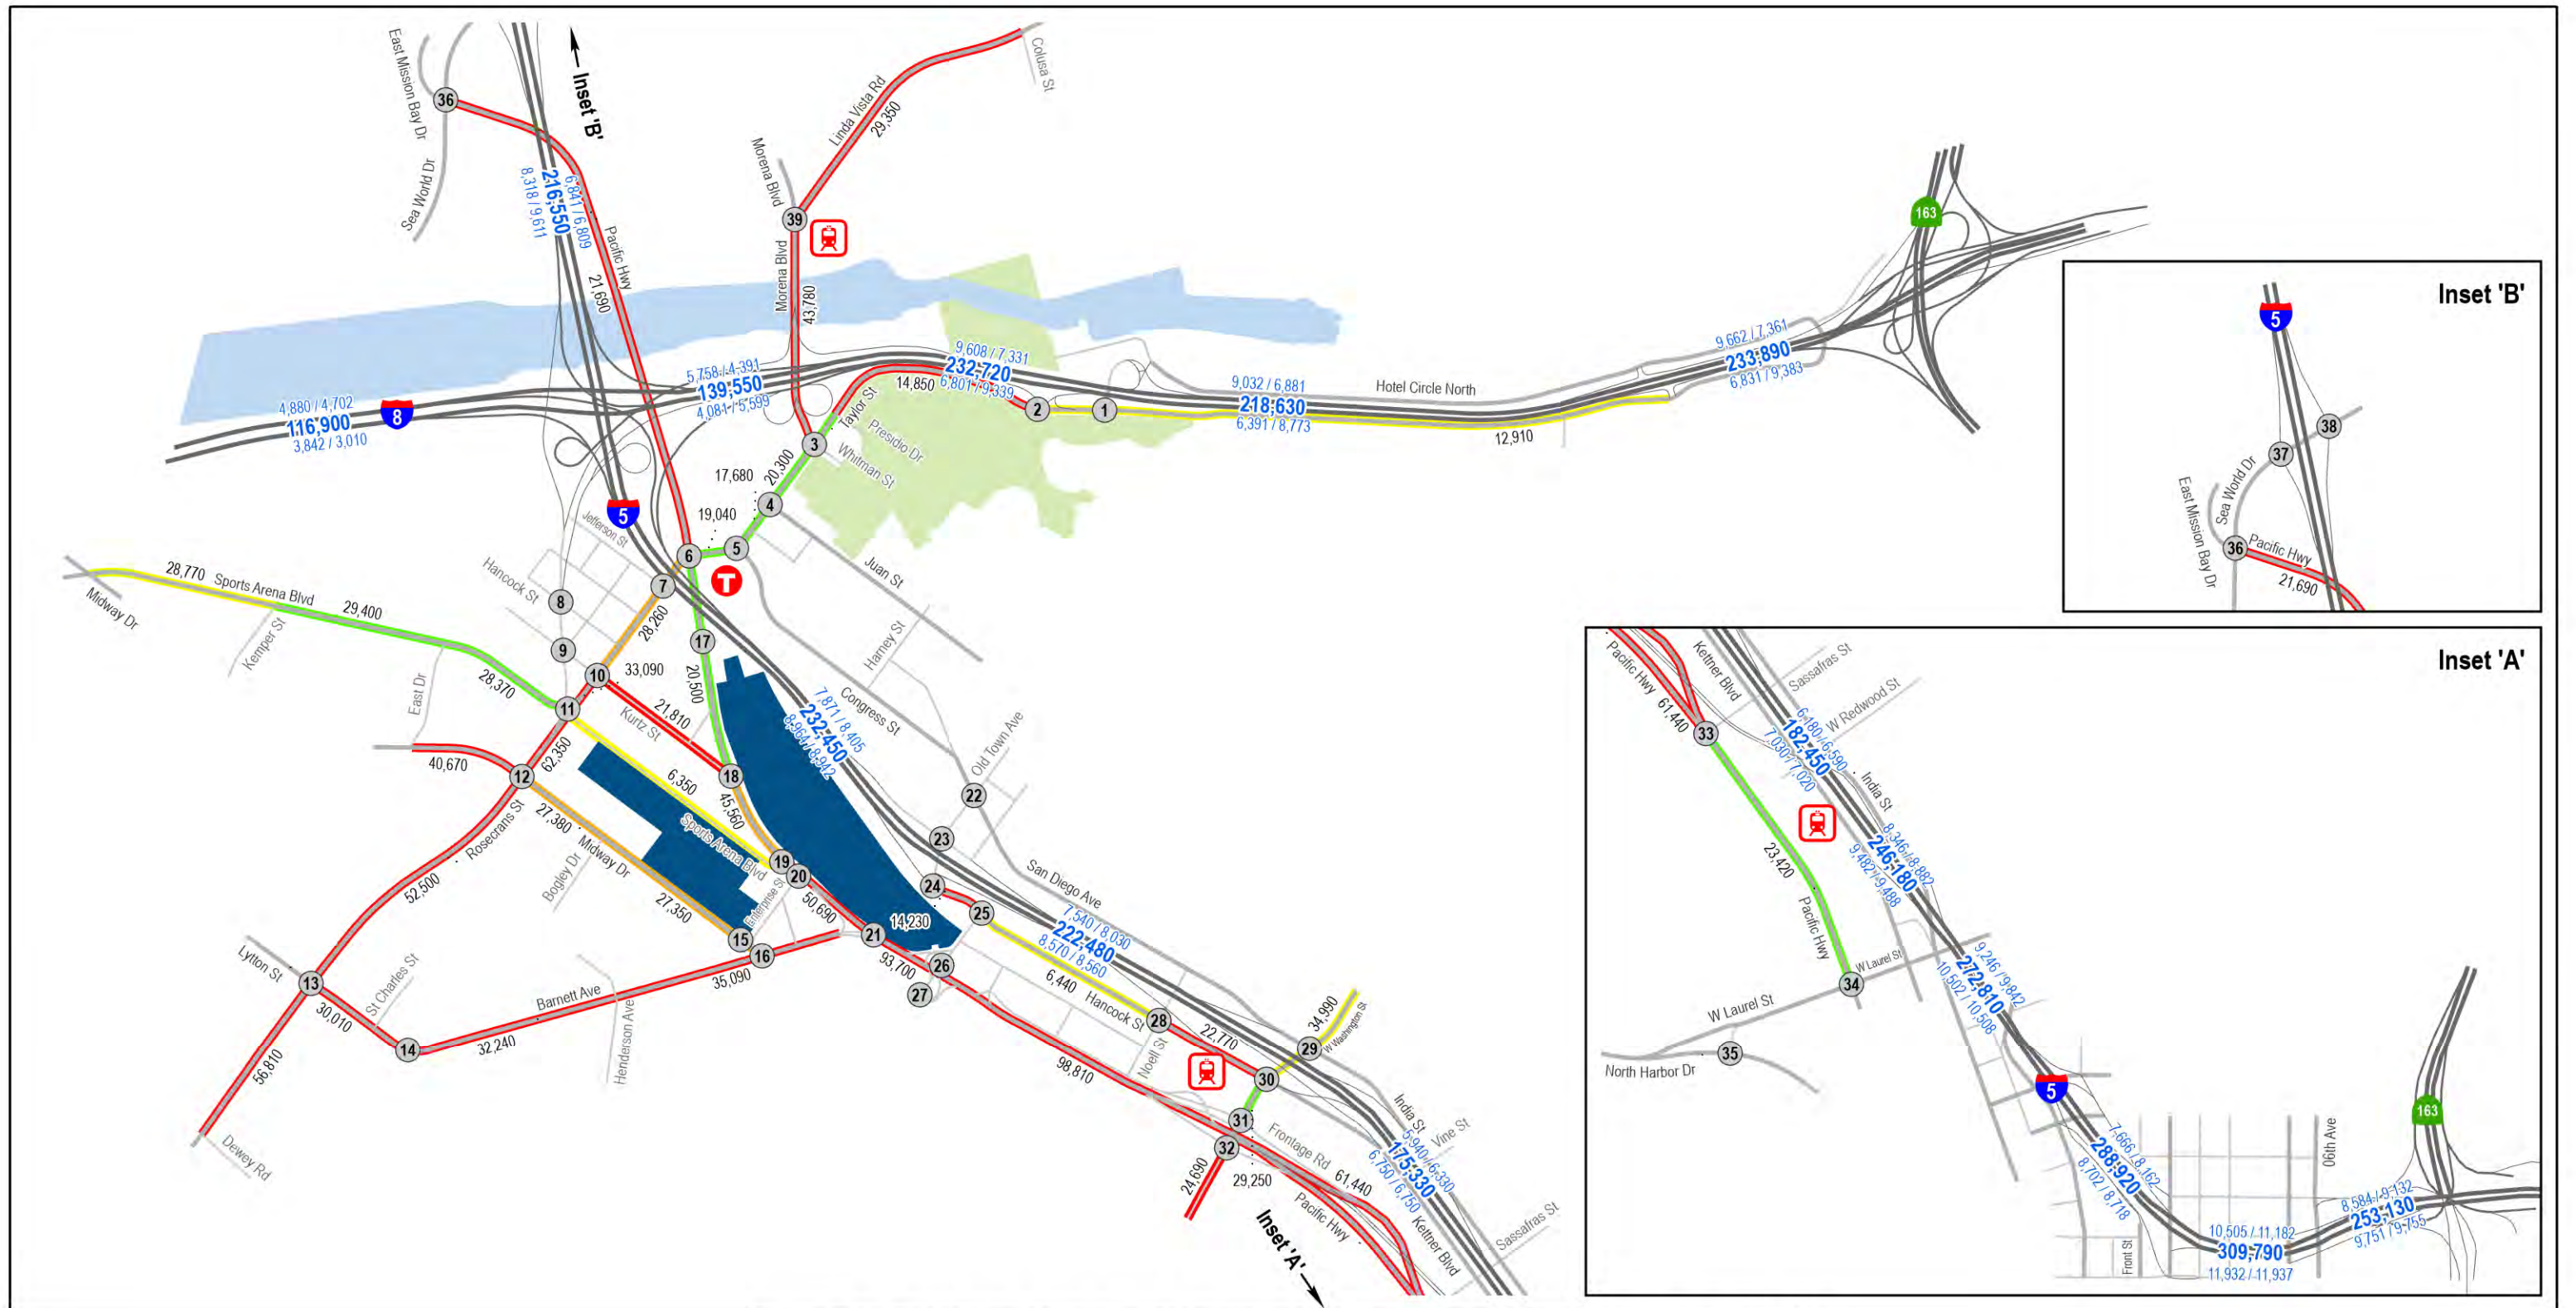 East Mission Bay Dr
36
← Inset 'B'
Colusa St
Linda Vista Rd
29,350
Sea World Dr
8,318 / 9,611
216,550
6,841 / 6,809
Pacific Hwy
21,690
Morena Blvd
39
Morena Blvd
43,780
163
4,880 / 4,702
116,900
3,842 / 3,010
8
5,758 / 4,391
139,550
4,081 / 5,599
9,608 / 7,331
232,720
6,801 / 9,339
14,850
Taylor St
2
1
9,032 / 6,881
218,630
6,391 / 8,773
Hotel Circle North
12,910
9,662 / 7,361
233,890
6,831 / 9,383
3
Presidio Dr
Whitman St
17,680
20,300
4
19,040
5
6
5
Jefferson St
7
T
Juan St
Midway Dr
28,770
Sports Arena Blvd
29,400
Kemper St
Hancock St
8
9
28,260
17
20,500
Harney St
Congress St
Old Town Ave
10
33,090
28,370
11
East Dr
Kurtz St
21,810
62,350
40,670
12
18
45,560
6,350
Sports Arena Blvd
7,871 / 8,405
232,450
8,964 / 8,942
22
23
24
25
San Diego Ave
Rosecrans St
52,500
27,380
Midway Dr
Bogley Dr
27,350
19
20
Enterprise St
50,690
14,230
15
16
21
7,540 / 8,030
222,480
8,570 / 8,560
6,440
Hancock St
Lytton St
13
St Charles St
30,010
14
56,810
Dewey Rd
32,240
Barnett Ave
Henderson Ave
35,090
93,700
26
27
28
22,770
34,990
29
W Washington St
30
Noell St
98,810
31
32
Frontage Rd
24,690
29,250
61,440
Pacific Hwy
India St
Vine St
5,940 / 6,330
175,330
6,750 / 6,750
Kettner Blvd
Sassafras St
Inset 'A' →
Inset 'B'
5
38
37
Sea World Dr
East Mission Bay Dr
36
Pacific Hwy
21,690
Inset 'A'
Pacific Hwy
61,440
33
Kettner Blvd
Sassafras St
W Redwood St
6,180 / 6,590
182,450
7,030 / 7,020
India St
8,346 / 8,882
246,180
9,482 / 9,488
23,420
Pacific Hwy
34
W Laurel St
W Laurel St
35
North Harbor Dr
9,246 / 9,842
272,810
10,502 / 10,508
5
7,666 / 8,162
288,920
8,702 / 8,718
06th Ave
Front St
163
10,505 / 11,182
309,790
11,932 / 11,937
8,584 / 9,132
253,130
9,751 / 9,755